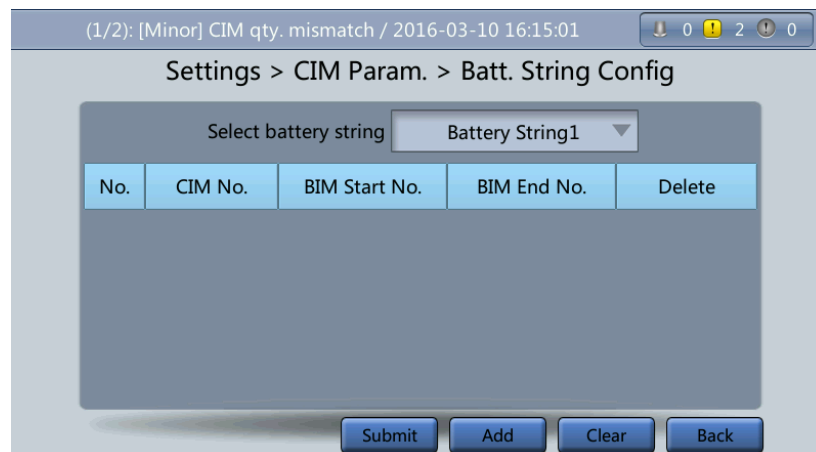 (1/2): [Minor] CIM qty. mismatch / 2016-03-10 16:15:01 0 2 0
Settings > CIM Param. > Batt. String Config
Select battery string Battery String1
No. CIM No. BIM Start No. BIM End No. Delete
Submit Add Clear Back